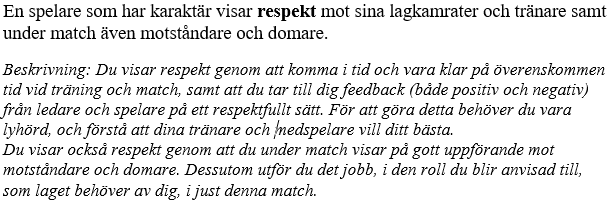 En spelare som har karaktär visar respekt mot sina lagkamrater och tränare samt
under match även motståndare och domare.
Beskrivning: Du visar respekt genom att komma i tid och vara klar på överenskommen
tid vid träning och match, samt att du tar till dig feedback (både positiv och negativ)
från ledare och spelare på ett respektfullt sätt. För att göra detta behöver du vara
lyhörd, och förstå att dina tränare och medspelare vill ditt bästa.
Du visar också respekt genom att du under match visar på gott uppförande mot
motståndare och domare. Dessutom utför du det jobb, i den roll du blir anvisad till,
som laget behöver av dig, i just denna match.